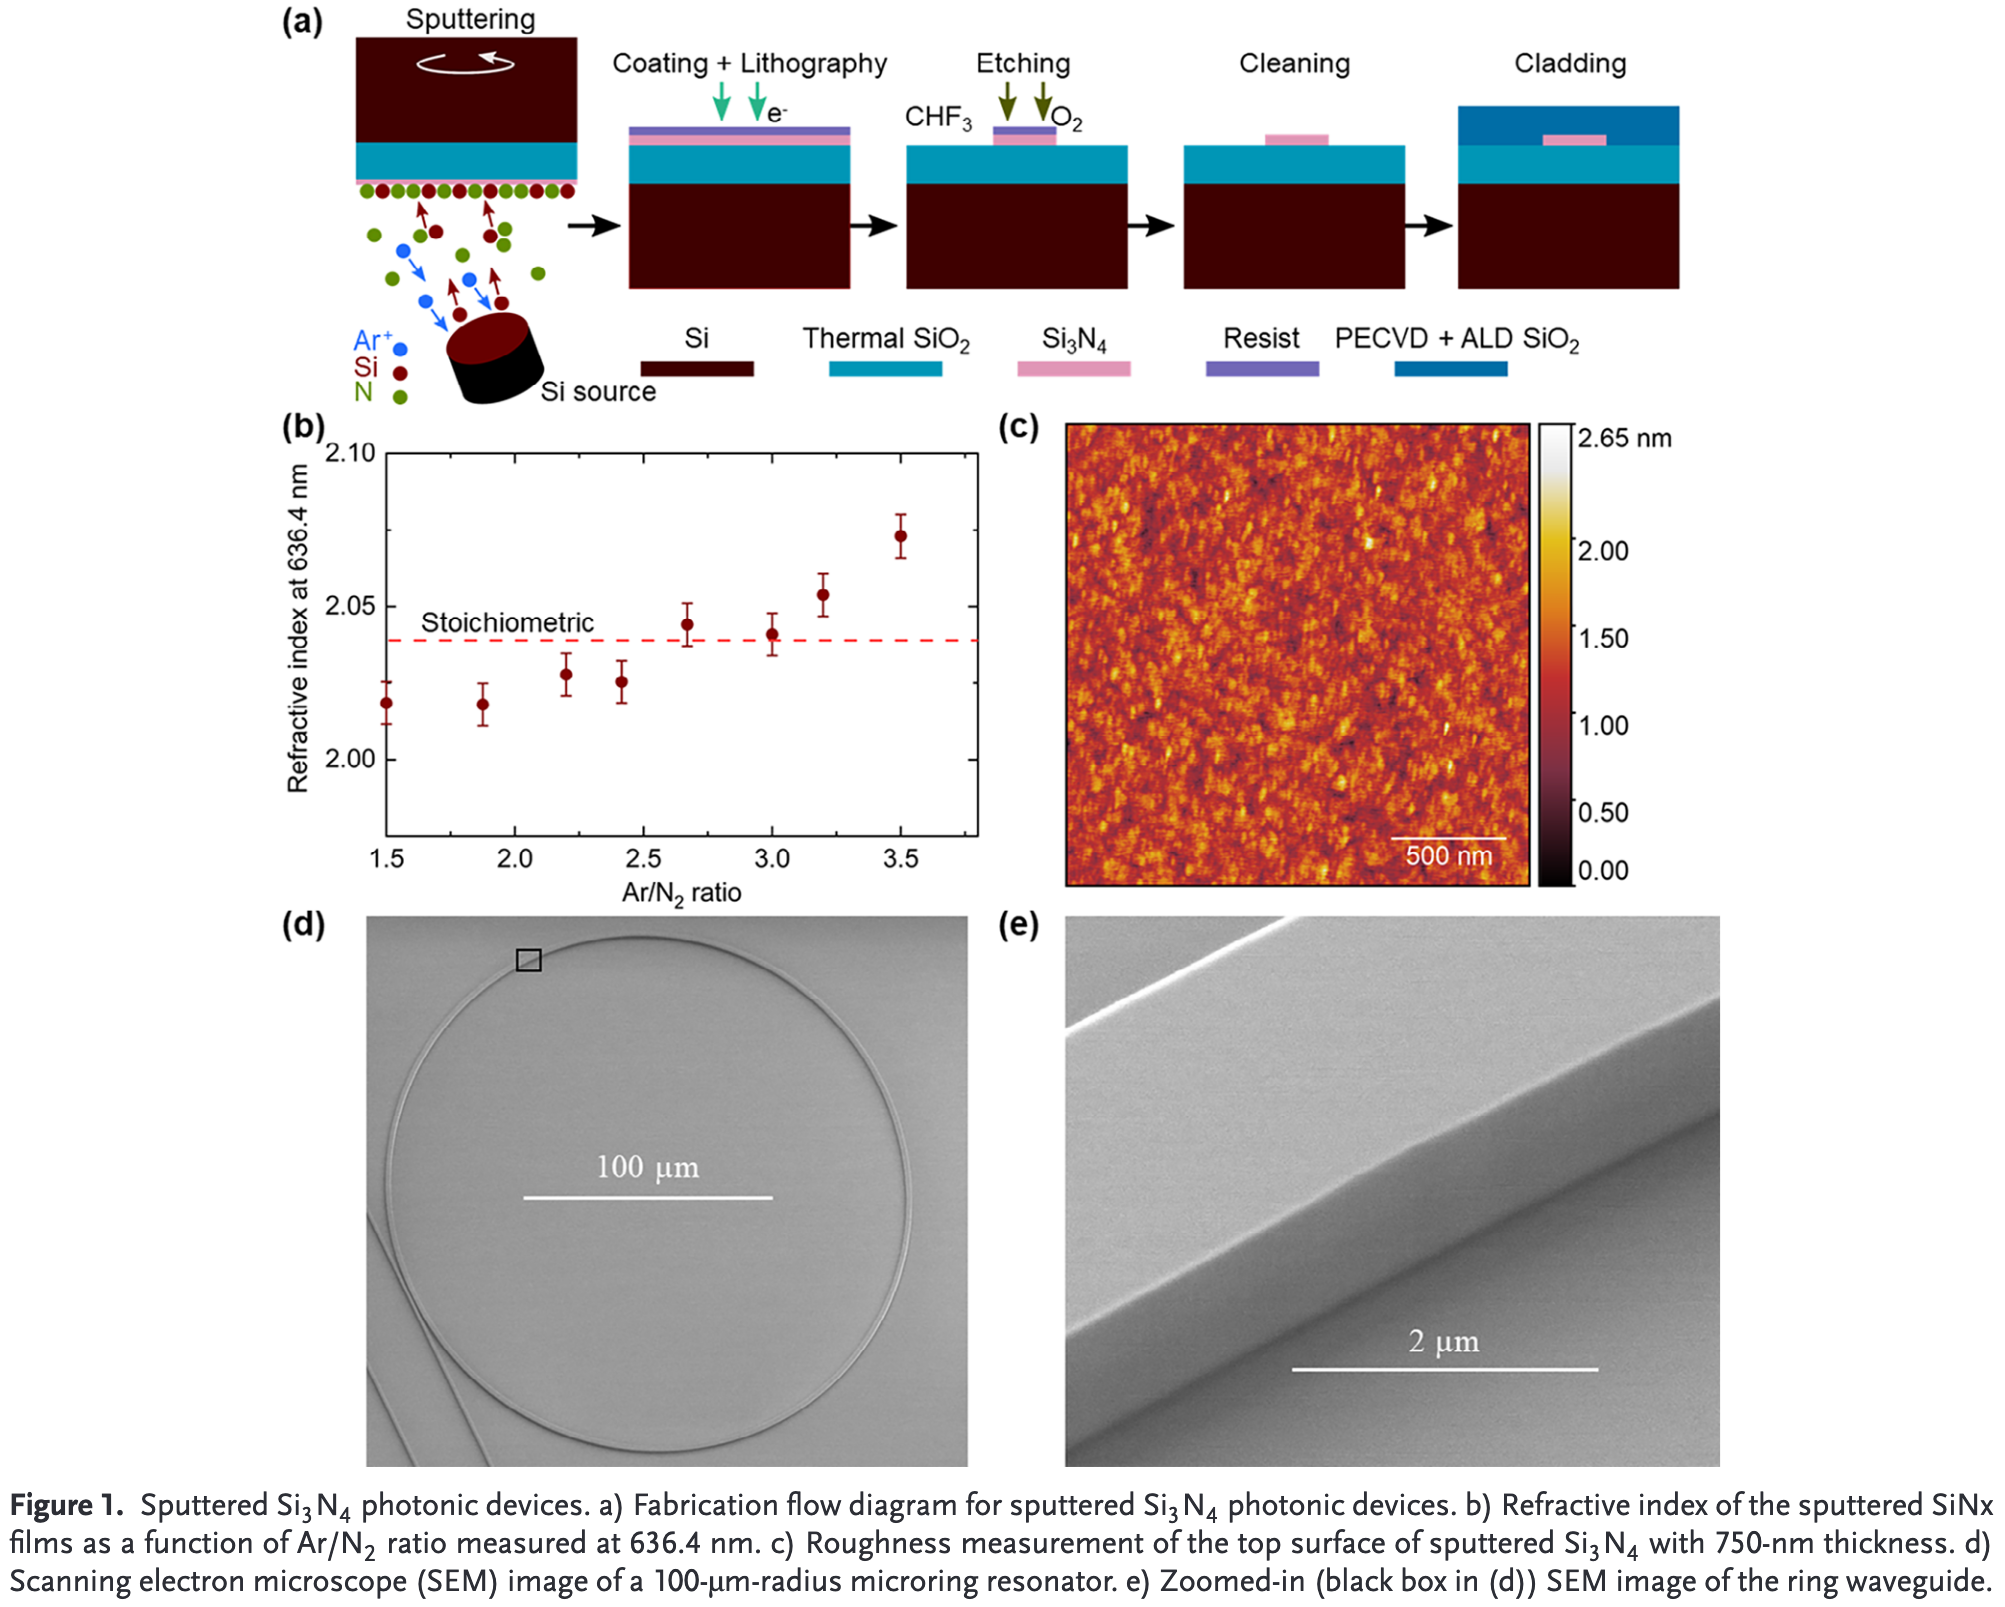 (a)
Sputtering
Coating + Lithography
e⁻
Etching
CHF₃
O₂
Cleaning
Cladding
Ar⁺
Si
N
Si source
Si
Thermal SiO₂
Si₃N₄
Resist
PECVD + ALD SiO₂
(b)
Refractive index at 636.4 nm
2.10
2.05
2.00
Stoichiometric
1.5 2.0 2.5 3.0 3.5
Ar/N₂ ratio
(c)
2.65 nm
2.00
1.50
1.00
0.50
0.00
500 nm
(d)
100 µm
(e)
2 µm
Figure 1. Sputtered Si₃N₄ photonic devices. a) Fabrication flow diagram for sputtered Si₃N₄ photonic devices. b) Refractive index of the sputtered SiNx
films as a function of Ar/N₂ ratio measured at 636.4 nm. c) Roughness measurement of the top surface of sputtered Si₃N₄ with 750-nm thickness. d)
Scanning electron microscope (SEM) image of a 100-µm-radius microring resonator. e) Zoomed-in (black box in (d)) SEM image of the ring waveguide.